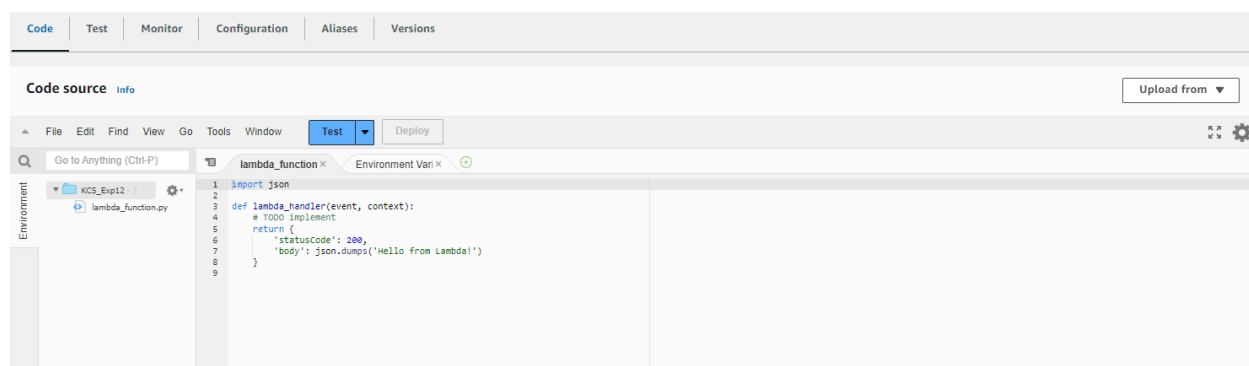 Code Test Monitor Configuration Aliases Versions
Code source Info
Upload from
File Edit Find View Go Tools Window Test Deploy
Go to Anything (Ctrl-P)
lambda_function × Environment Vari ×
Environment
KCS_Exp12 - /
lambda_function.py
1 import json
2
3 def lambda_handler(event, context):
4 # TODO implement
5 return {
6 'statusCode': 200,
7 'body': json.dumps('Hello from Lambda!')
8 }
9